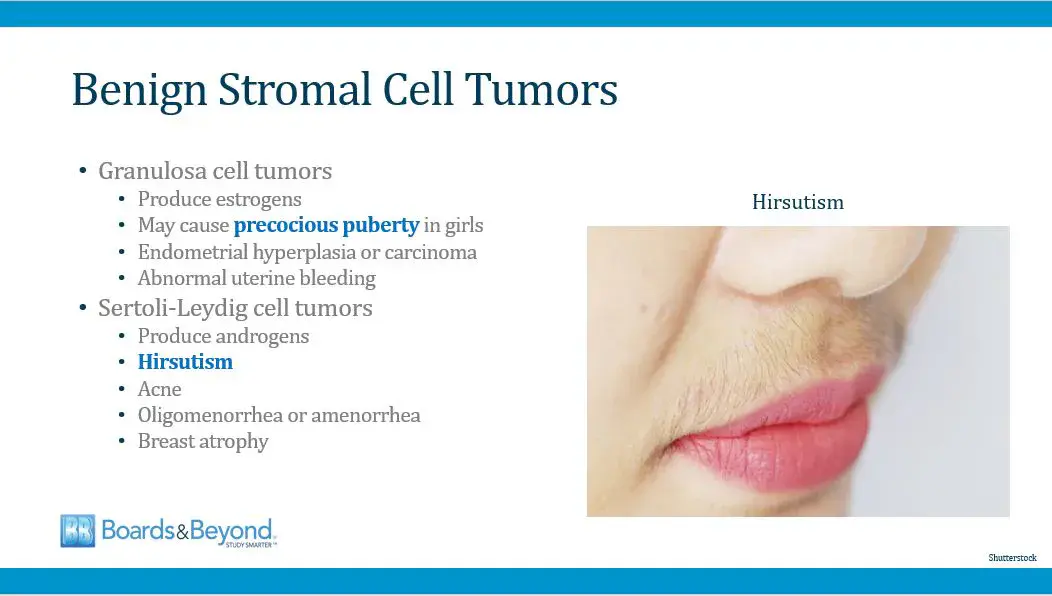 Benign Stromal Cell Tumors
• Granulosa cell tumors
• Produce estrogens
• May cause precocious puberty in girls
• Endometrial hyperplasia or carcinoma
• Abnormal uterine bleeding
• Sertoli-Leydig cell tumors
• Produce androgens
• Hirsutism
• Acne
• Oligomenorrhea or amenorrhea
• Breast atrophy
Hirsutism
BB Boards&Beyond.
STUDY SMARTER™
Shutterstock